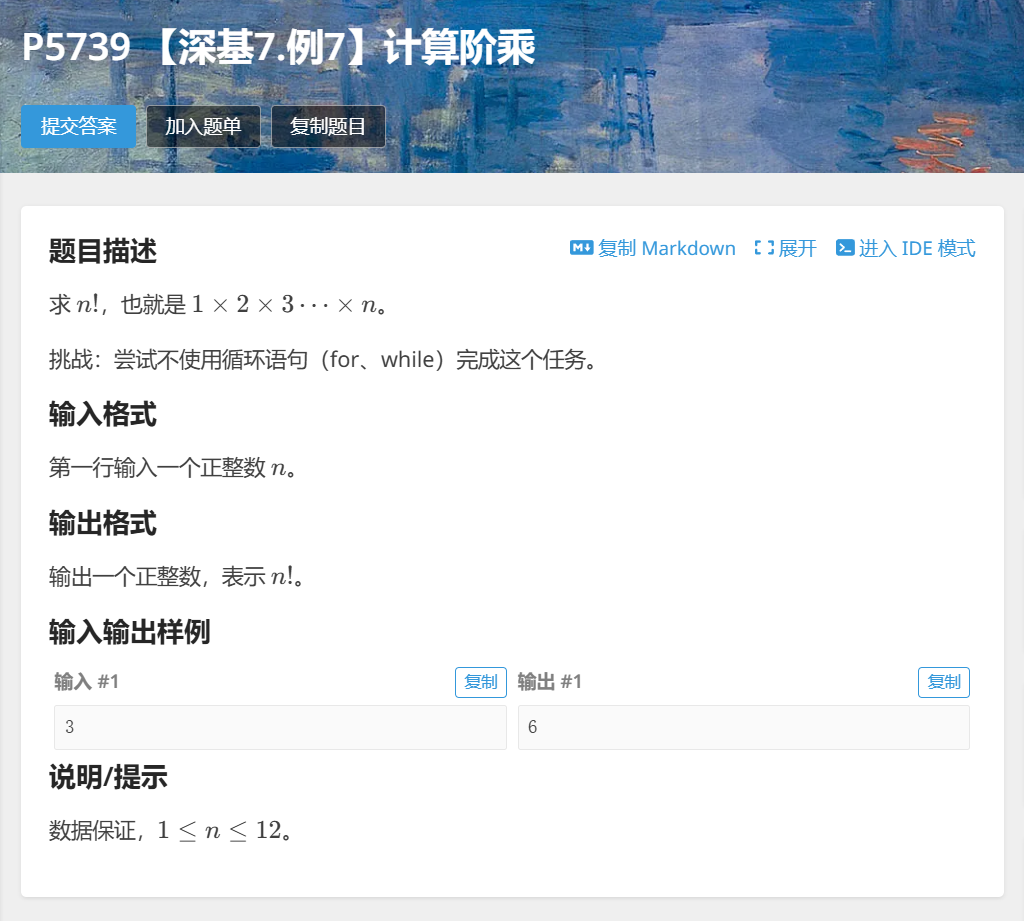 P5739 【深基7.例7】计算阶乘
提交答案 加入题单 复制题目
题目描述 复制 Markdown 展开 进入 IDE 模式
求 n!，也就是 1 × 2 × 3 ⋯ × n。
挑战：尝试不使用循环语句（for、while）完成这个任务。
输入格式
第一行输入一个正整数 n。
输出格式
输出一个正整数，表示 n!。
输入输出样例
输入 #1 复制 输出 #1 复制
3 6
说明/提示
数据保证，1 ≤ n ≤ 12。